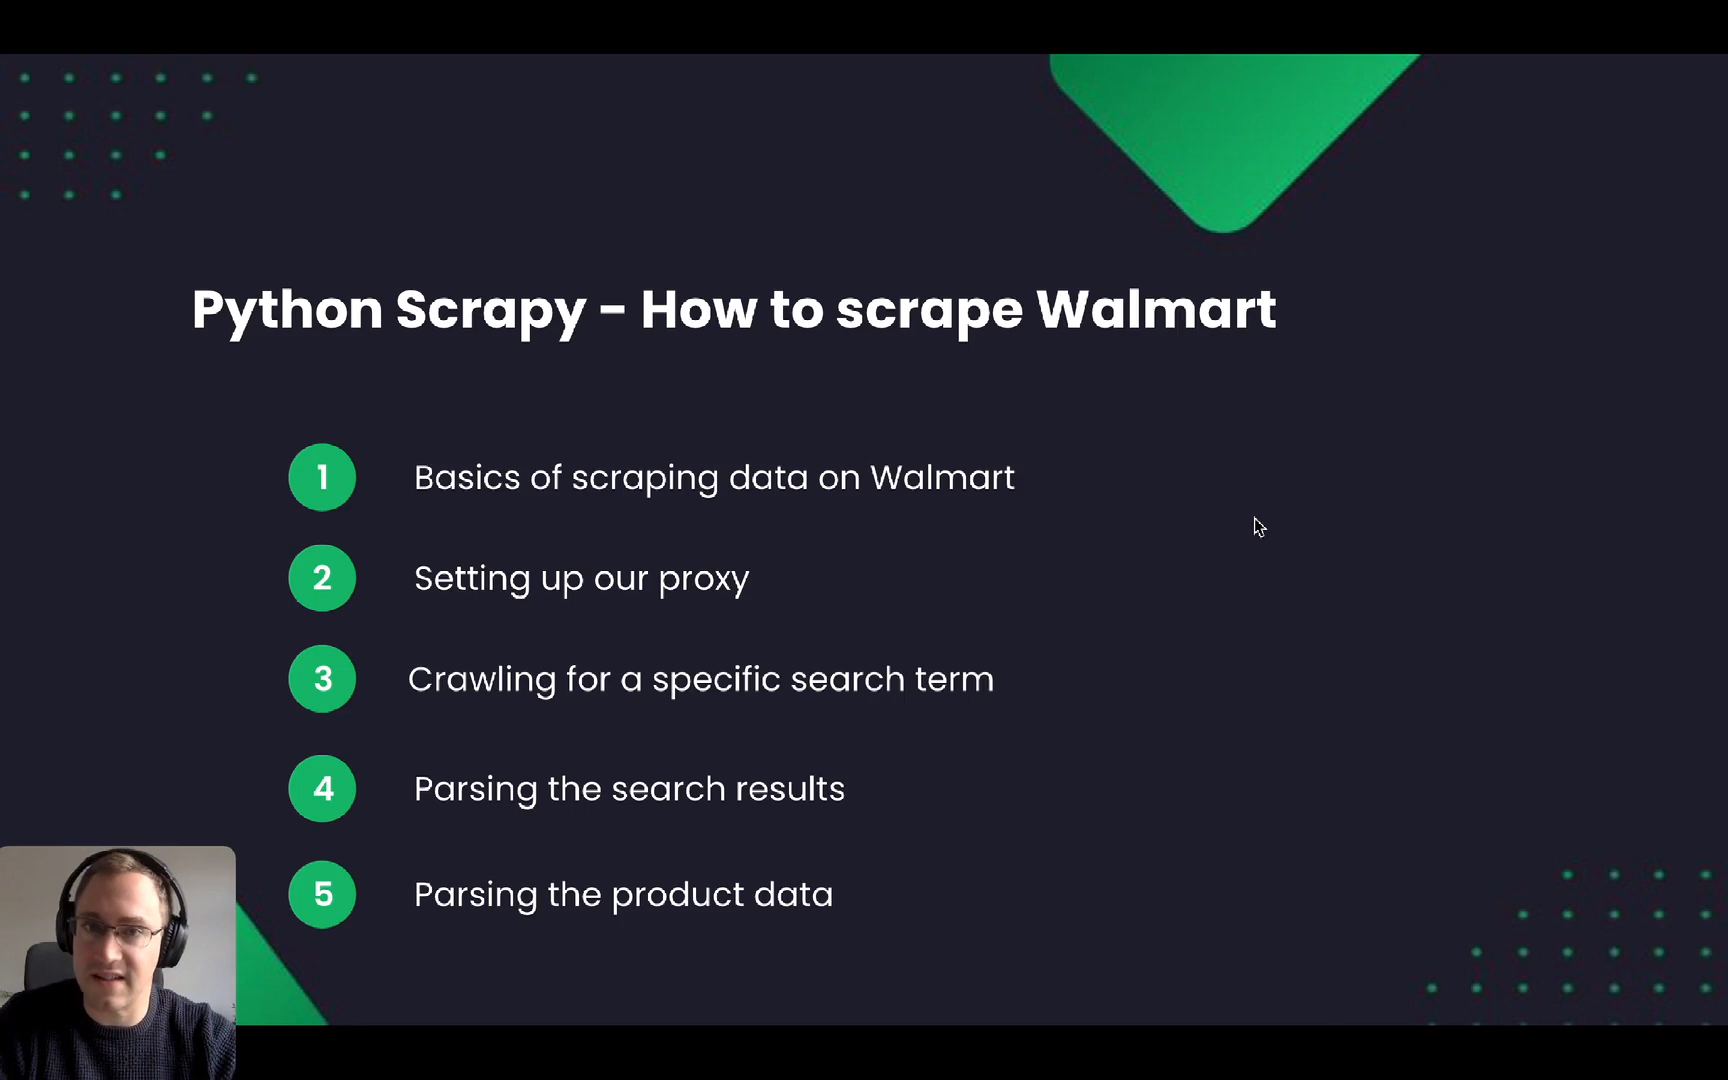 Python Scrapy - How to scrape Walmart
1 Basics of scraping data on Walmart
2 Setting up our proxy
3 Crawling for a specific search term
4 Parsing the search results
5 Parsing the product data